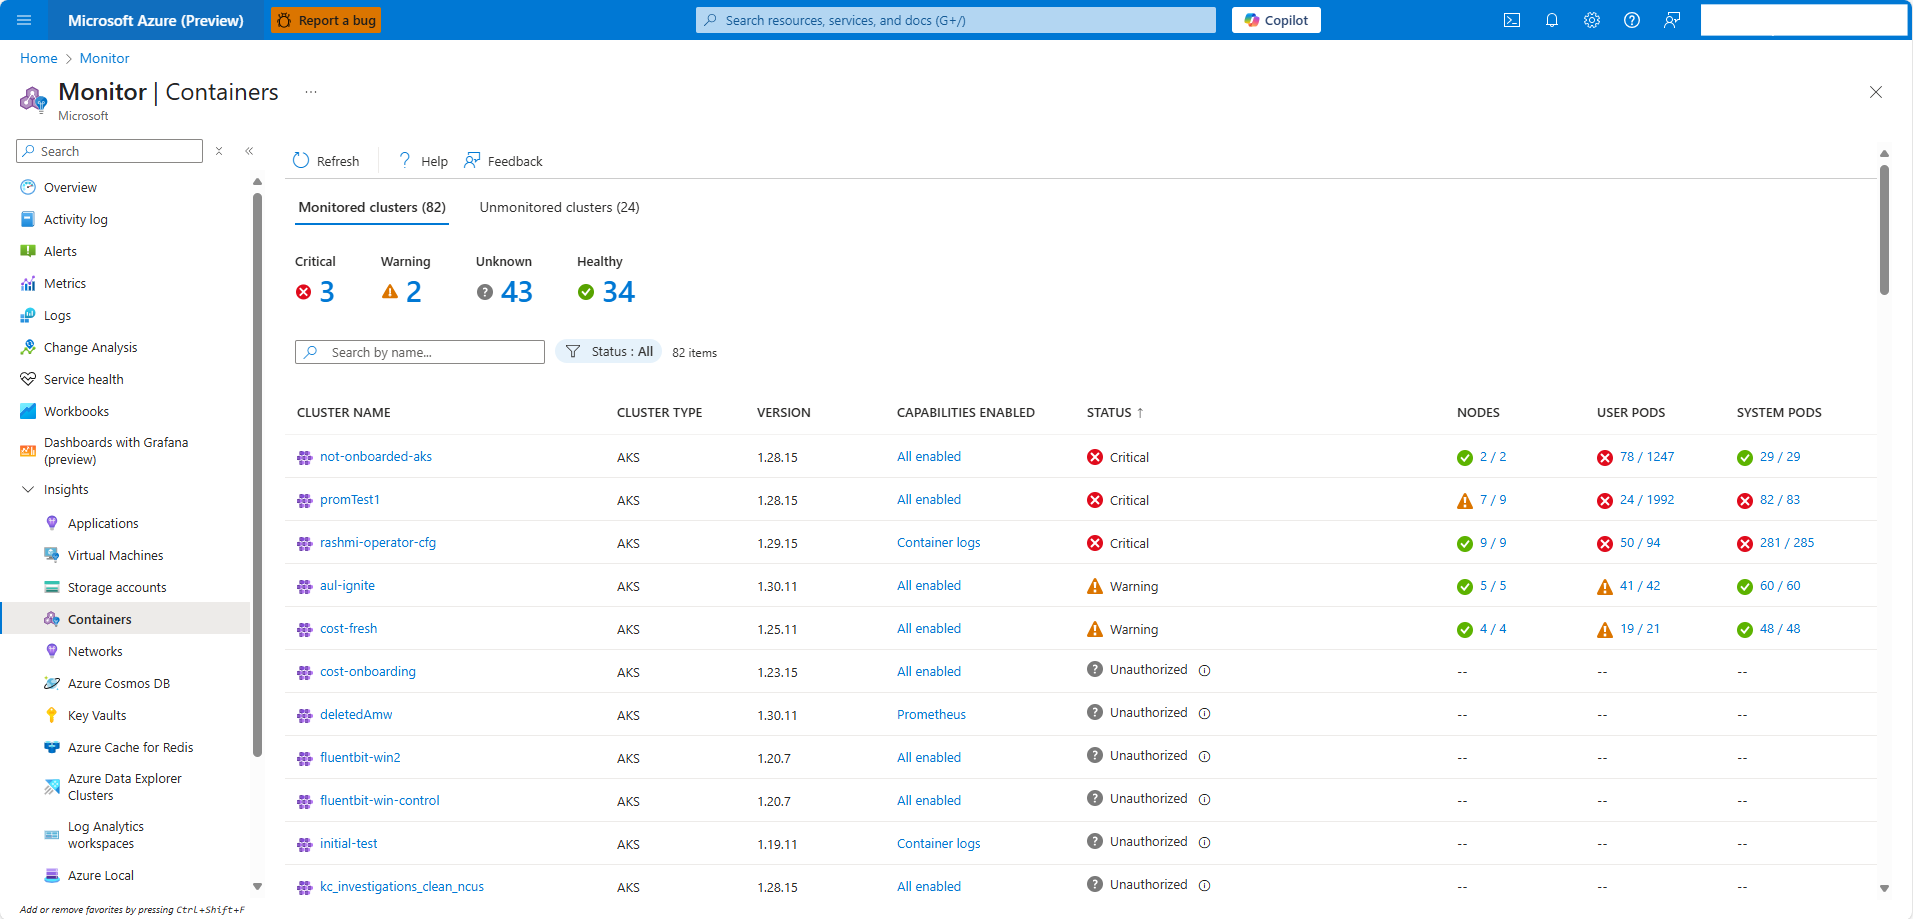 Microsoft Azure (Preview)
Report a bug
Search resources, services, and docs (G+/)
Copilot
Home > Monitor
Monitor | Containers ...
Microsoft
Search
Overview
Activity log
Alerts
Metrics
Logs
Change Analysis
Service health
Workbooks
Dashboards with Grafana
(preview)
Insights
Applications
Virtual Machines
Storage accounts
Containers
Networks
Azure Cosmos DB
Key Vaults
Azure Cache for Redis
Azure Data Explorer
Clusters
Log Analytics
workspaces
Azure Local
Add or remove favorites by pressing Ctrl+Shift+F
Refresh Help Feedback
Monitored clusters (82) Unmonitored clusters (24)
Critical Warning Unknown Healthy
3 2 43 34
Search by name... Status : All 82 items
CLUSTER NAME CLUSTER TYPE VERSION CAPABILITIES ENABLED STATUS ↑ NODES USER PODS SYSTEM PODS
not-onboarded-aks AKS 1.28.15 All enabled Critical 2 / 2 78 / 1247 29 / 29
promTest1 AKS 1.28.15 All enabled Critical 7 / 9 24 / 1992 82 / 83
rashmi-operator-cfg AKS 1.29.15 Container logs Critical 9 / 9 50 / 94 281 / 285
aul-ignite AKS 1.30.11 All enabled Warning 5 / 5 41 / 42 60 / 60
cost-fresh AKS 1.25.11 All enabled Warning 4 / 4 19 / 21 48 / 48
cost-onboarding AKS 1.23.15 All enabled Unauthorized -- -- --
deletedAmw AKS 1.30.11 Prometheus Unauthorized -- -- --
fluentbit-win2 AKS 1.20.7 All enabled Unauthorized -- -- --
fluentbit-win-control AKS 1.20.7 All enabled Unauthorized -- -- --
initial-test AKS 1.19.11 Container logs Unauthorized -- -- --
kc_investigations_clean_ncus AKS 1.28.15 All enabled Unauthorized -- -- --